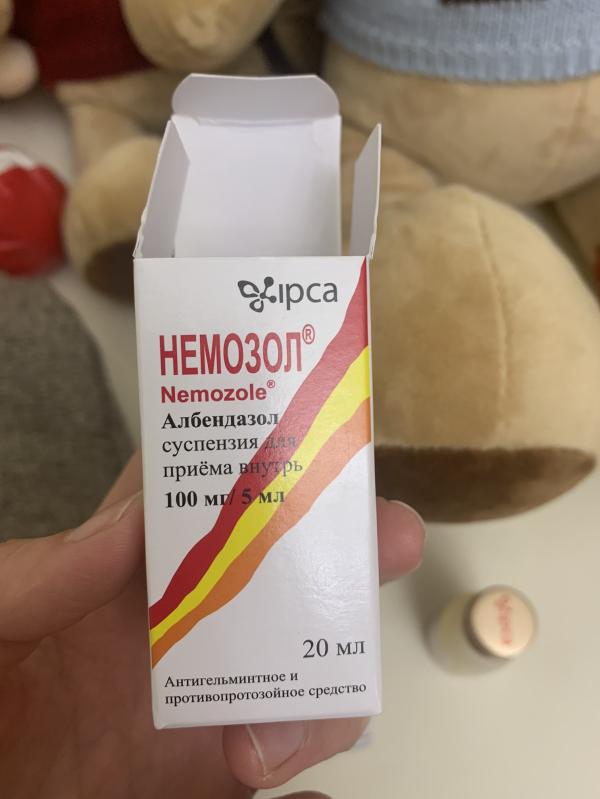 ipca
НЕМОЗОЛ®
Nemozole®
Албендазол
суспензия для
приёма внутрь
100 мг/ 5 мл
20 мл
Антигельминтное и
противопротозойное средство